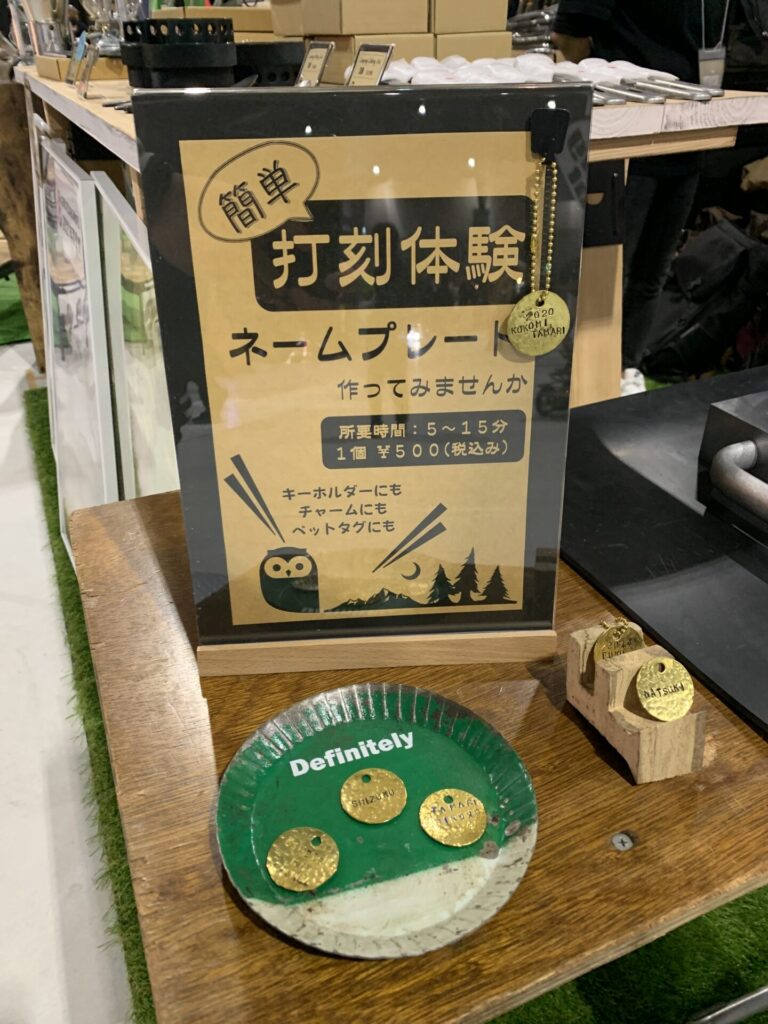 簡単
打刻体験
ネームプレート
作ってみませんか
所要時間：5～15分
1個 ¥500(税込み)
キーホルダーにも
チャームにも
ペットタグにも
2020
KOKOMI
TAMARI
NATSUKI
Definitely
SHIZUKU
TAMARI